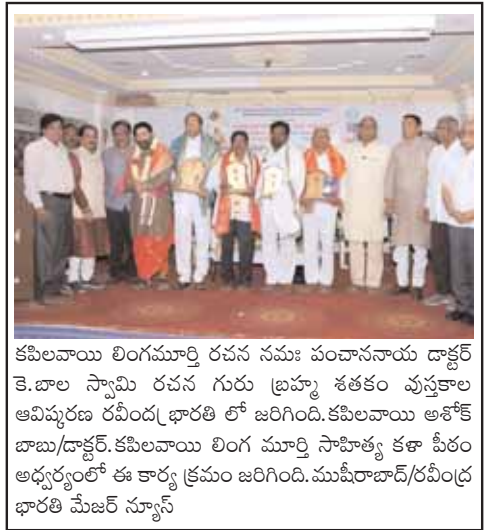 కపిలవాయి లింగమూర్తి రచన నమః పంచాననాయ డాక్టర్
కె.బాల స్వామి రచన గురు బ్రహ్మ శతకం పుస్తకాల
ఆవిష్కరణ రవీంద్ర భారతి లో జరిగింది.కపిలవాయి అశోక్
బాబు/డాక్టర్.కపిలవాయి లింగ మూర్తి సాహిత్య కళా పీఠం
అధ్వర్యంలో ఈ కార్య క్రమం జరిగింది.ముషీరాబాద్/రవీంద్ర
భారతి మేజర్ న్యూస్